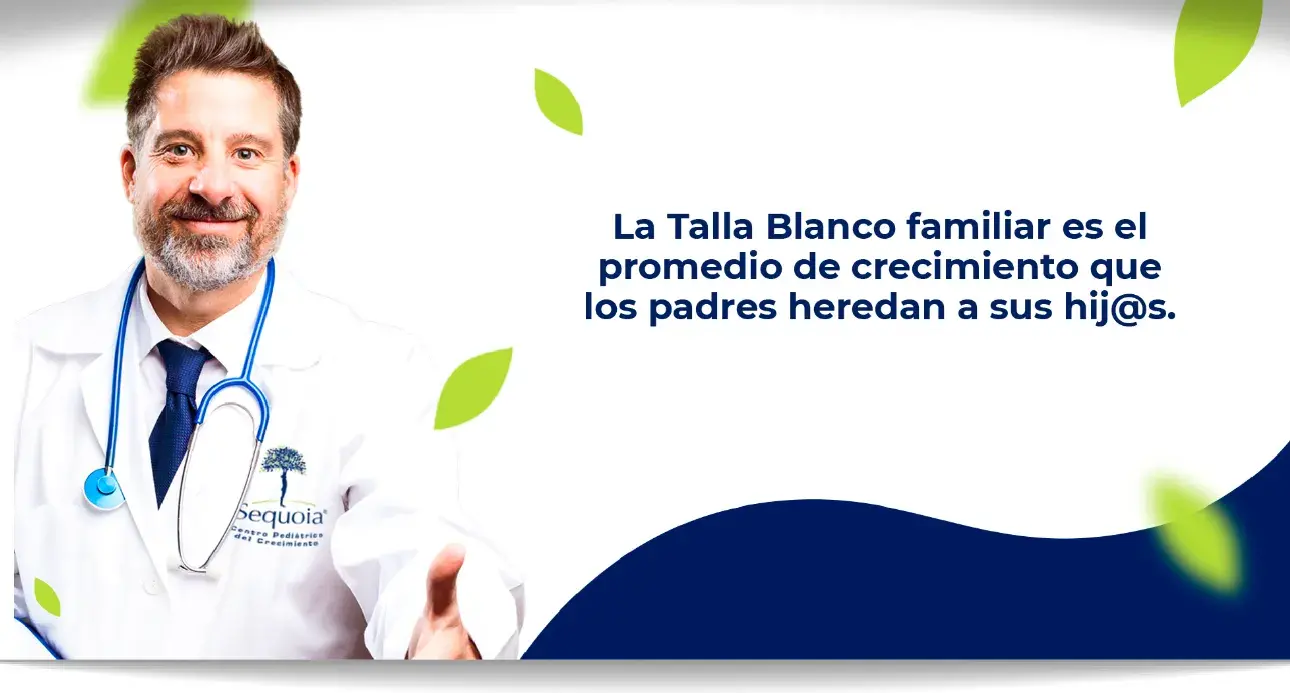 La Talla Blanco familiar es el
promedio de crecimiento que
los padres heredan a sus hij@s.
Sequoia®
Centro Pediátrico
del Crecimiento